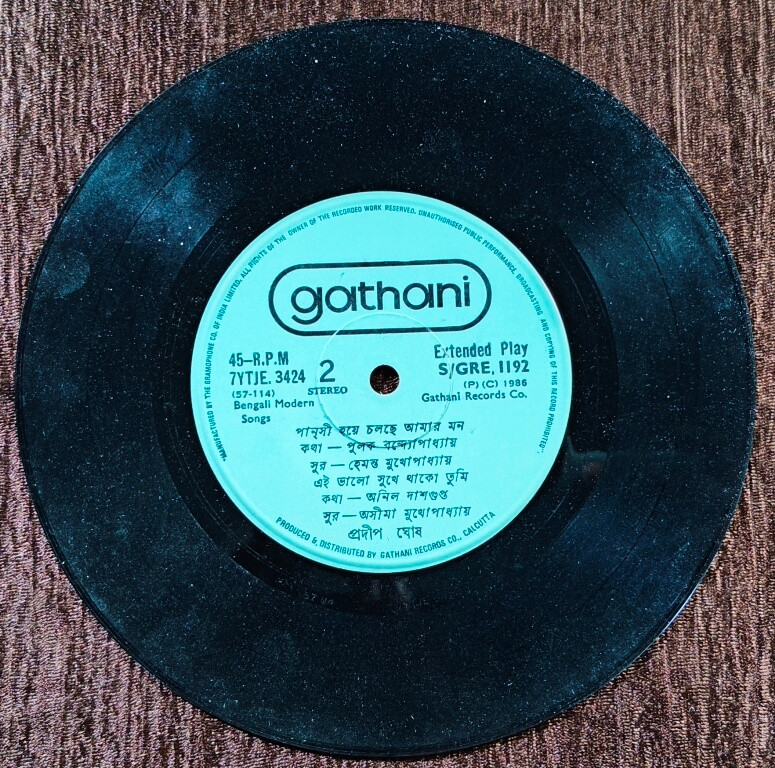 "MANUFACTURED BY THE GRAMOPHONE CO. OF INDIA LIMITED. ALL RIGHTS OF THE OWNER OF THE RECORDED WORK RESERVED. UNAUTHORISED PUBLIC PERFORMANCE, BROADCASTING AND COPYING OF THIS RECORD PROHIBITED".
gathani
45-R.P.M
7YTJE. 3424
(57-114)
Bengali Modern
Songs
2
STEREO
Extended Play
S/GRE, 1192
(P) (C) 1986
Gathani Records Co.
পানসী হয়ে চলছে আমার মন
কথা — পুলক বন্দ্যোপাধ্যায়
সুর — হেমন্ত মুখোপাধ্যায়
এই ভালো সুখে থাকো তুমি
কথা — অনিল দাশগুপ্ত
সুর — অসীমা মুখোপাধ্যায়
প্রদীপ ঘোষ
PRODUCED & DISTRIBUTED BY GATHANI RECORDS CO., CALCUTTA